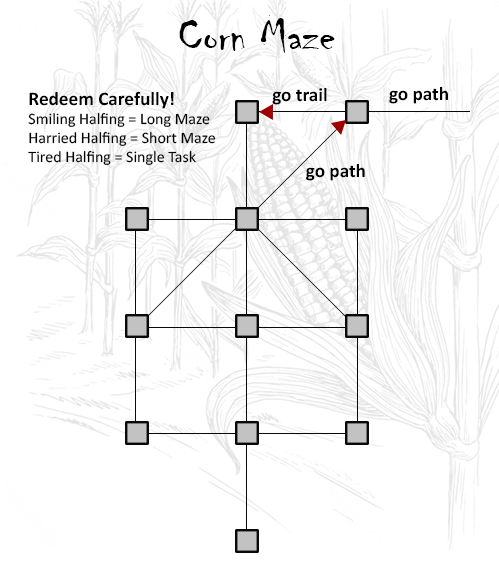 Corn Maze
Redeem Carefully!
Smiling Halfing = Long Maze
Harried Halfing = Short Maze
Tired Halfing = Single Task
go trail
go path
go path